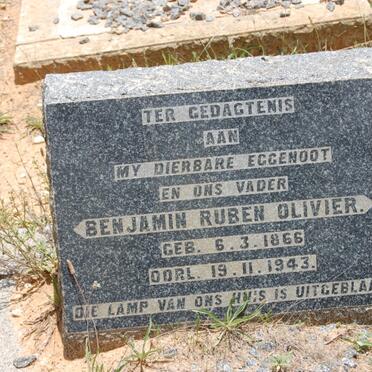 TER GEDAGTENIS
AAN
MY DIERBARE EGGENOOT
EN ONS VADER
BENJAMIN RUBEN OLIVIER.
GEB. 6.3.1866
OORL. 19.11.1943.
DIE LAMP VAN ONS HUIS IS UITGEBLAA